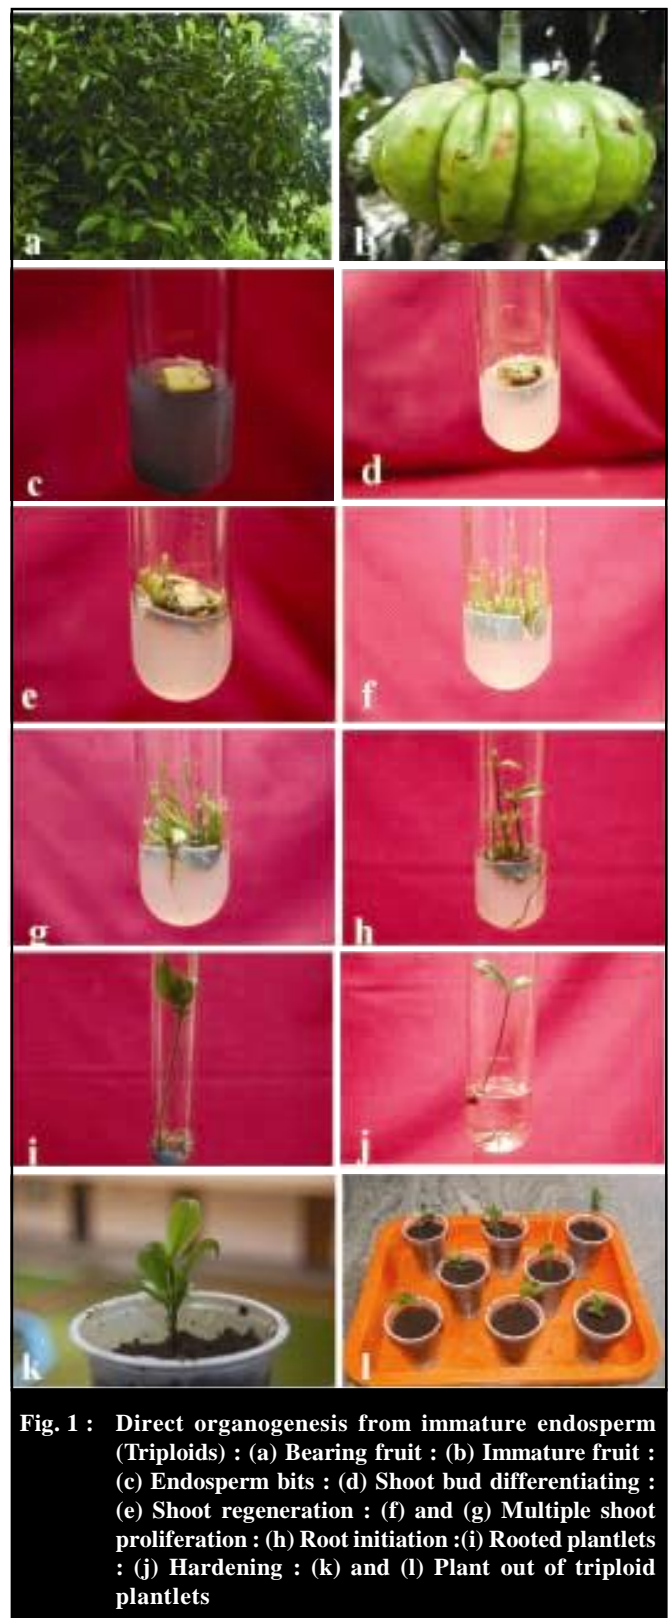 a
b
c
d
e
f
g
h
i
j
k
l
Fig. 1 : Direct organogenesis from immature endosperm
(Triploids) : (a) Bearing fruit : (b) Immature fruit :
(c) Endosperm bits : (d) Shoot bud differentiating :
(e) Shoot regeneration : (f) and (g) Multiple shoot
proliferation : (h) Root initiation :(i) Rooted plantlets
: (j) Hardening : (k) and (l) Plant out of triploid
plantlets